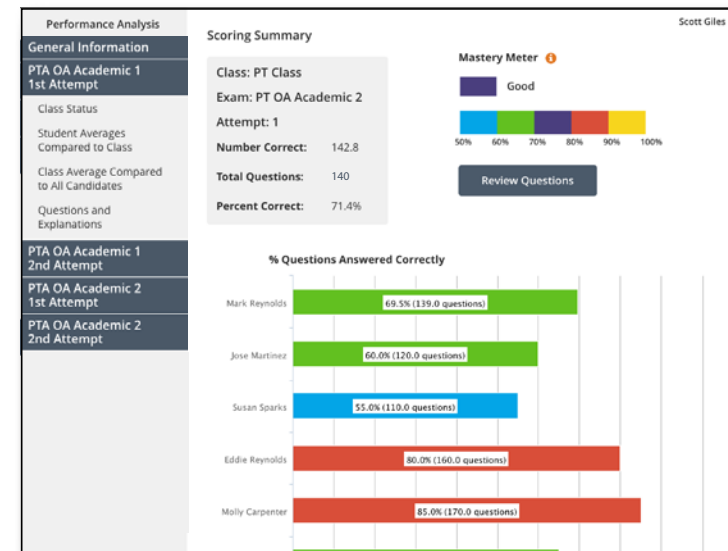 Scott Giles
Performance Analysis
General Information
PTA OA Academic 1
1st Attempt
Class Status
Student Averages
Compared to Class
Class Average Compared
to All Candidates
Questions and
Explanations
PTA OA Academic 1
2nd Attempt
PTA OA Academic 2
1st Attempt
PTA OA Academic 2
2nd Attempt
Scoring Summary
Class: PT Class
Exam: PT OA Academic 2
Attempt: 1
Number Correct: 142.8
Total Questions: 140
Percent Correct: 71.4%
Mastery Meter i
Good
50% 60% 70% 80% 90% 100%
Review Questions
% Questions Answered Correctly
Mark Reynolds 69.5% (139.0 questions)
Jose Martinez 60.0% (120.0 questions)
Susan Sparks 55.0% (110.0 questions)
Eddie Reynolds 80.0% (160.0 questions)
Molly Carpenter 85.0% (170.0 questions)